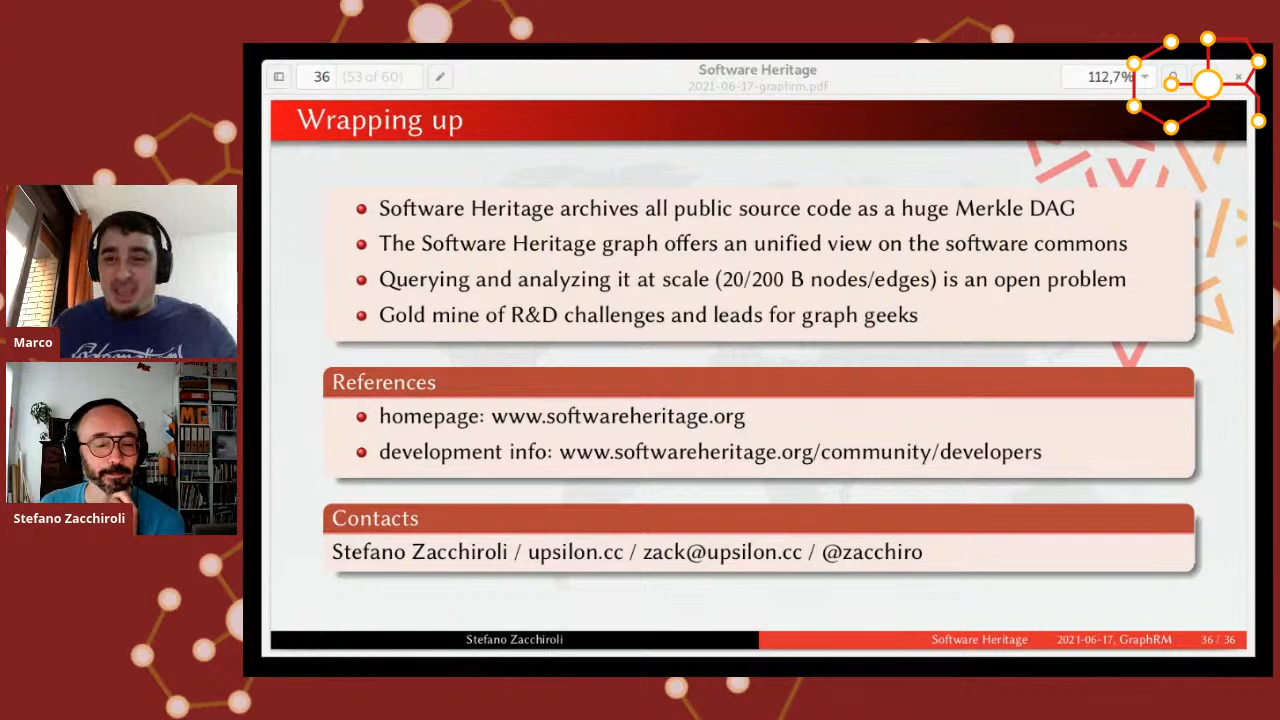 36 (53 of 60)
Software Heritage
2021-06-17-graphrm.pdf
112,7%
Wrapping up
Software Heritage archives all public source code as a huge Merkle DAG
The Software Heritage graph offers an unified view on the software commons
Querying and analyzing it at scale (20/200 B nodes/edges) is an open problem
Gold mine of R&D challenges and leads for graph geeks
References
homepage: www.softwareheritage.org
development info: www.softwareheritage.org/community/developers
Contacts
Stefano Zacchiroli / upsilon.cc / zack@upsilon.cc / @zacchiro
Stefano Zacchiroli
Software Heritage 2021-06-17, GraphRM 36 / 36
Marco
Stefano Zacchiroli